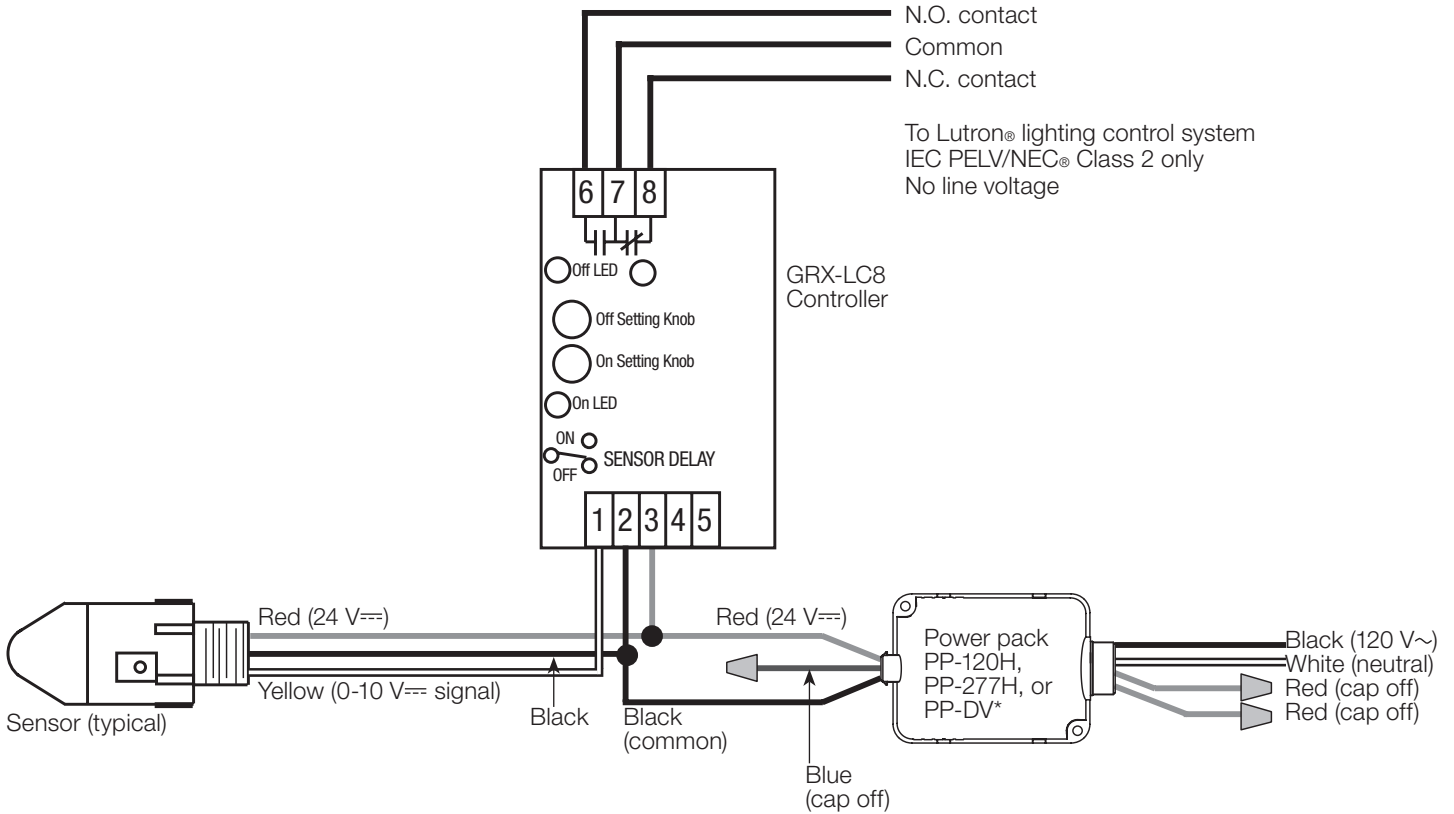 N.O. contact
Common
N.C. contact
To Lutron® lighting control system
IEC PELV/NEC® Class 2 only
No line voltage
6 7 8
Off LED
GRX-LC8
Controller
Off Setting Knob
On Setting Knob
On LED
ON
SENSOR DELAY
OFF
1 2 3 4 5
Red (24 V⎓)
Red (24 V⎓)
Power pack
PP-120H,
PP-277H, or
PP-DV*
Black (120 V~)
White (neutral)
Red (cap off)
Red (cap off)
Yellow (0-10 V⎓ signal)
Sensor (typical)
Black
Black
(common)
Blue
(cap off)